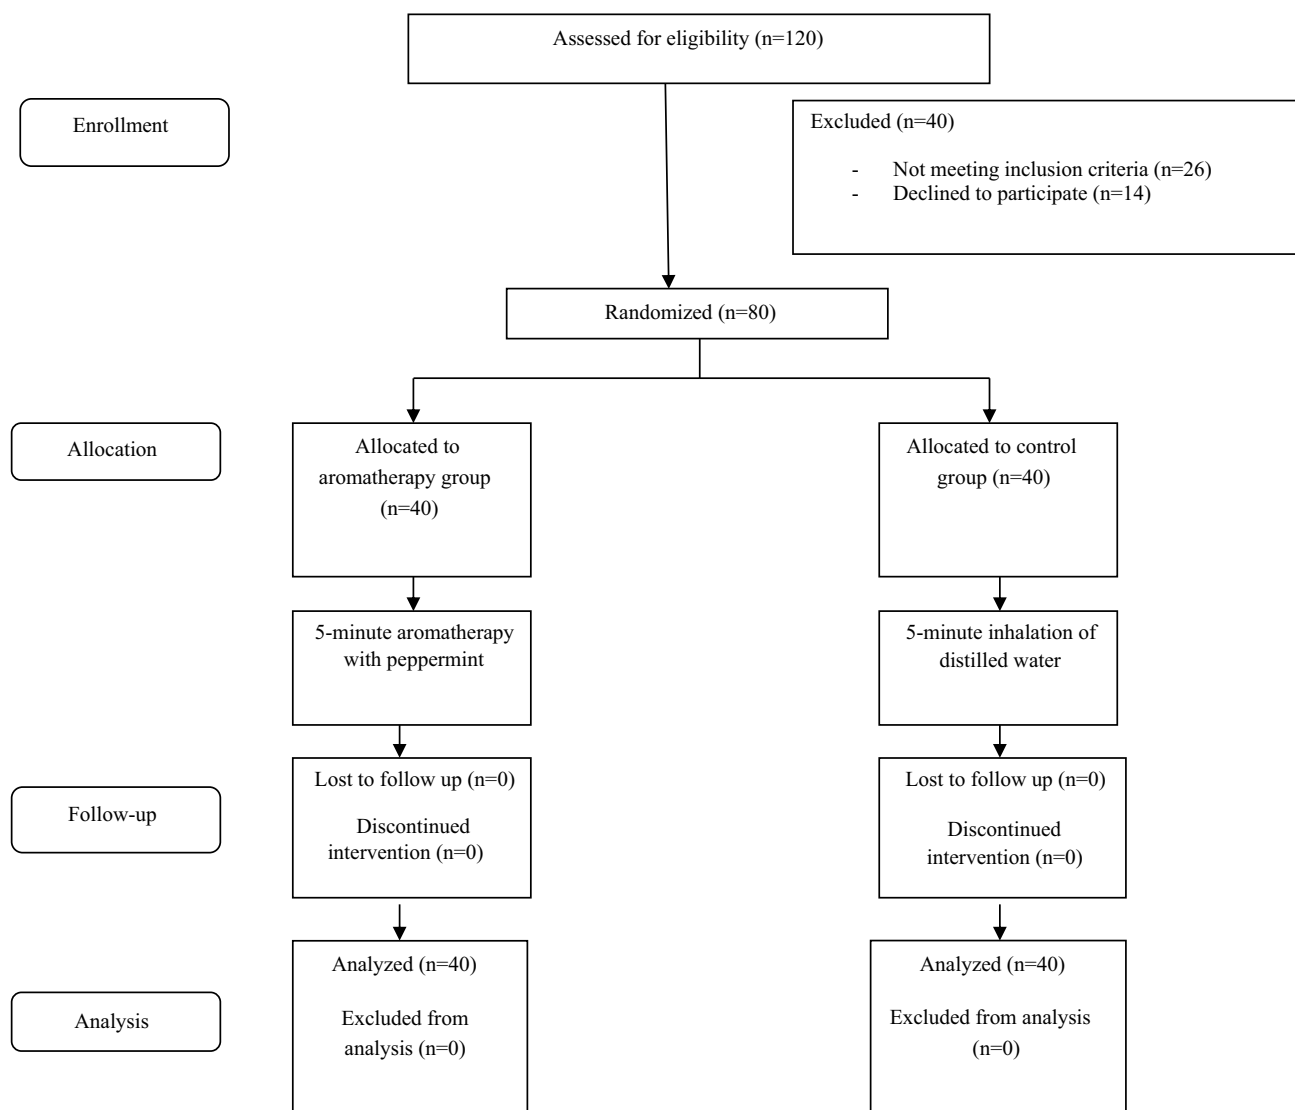 Assessed for eligibility (n=120)
Enrollment
Excluded (n=40)
- Not meeting inclusion criteria (n=26)
- Declined to participate (n=14)
Randomized (n=80)
Allocation
Allocated to
aromatherapy group
(n=40)
Allocated to control
group (n=40)
5-minute aromatherapy
with peppermint
5-minute inhalation of
distilled water
Follow-up
Lost to follow up (n=0)
Discontinued
intervention (n=0)
Lost to follow up (n=0)
Discontinued
intervention (n=0)
Analysis
Analyzed (n=40)
Excluded from
analysis (n=0)
Analyzed (n=40)
Excluded from analysis
(n=0)